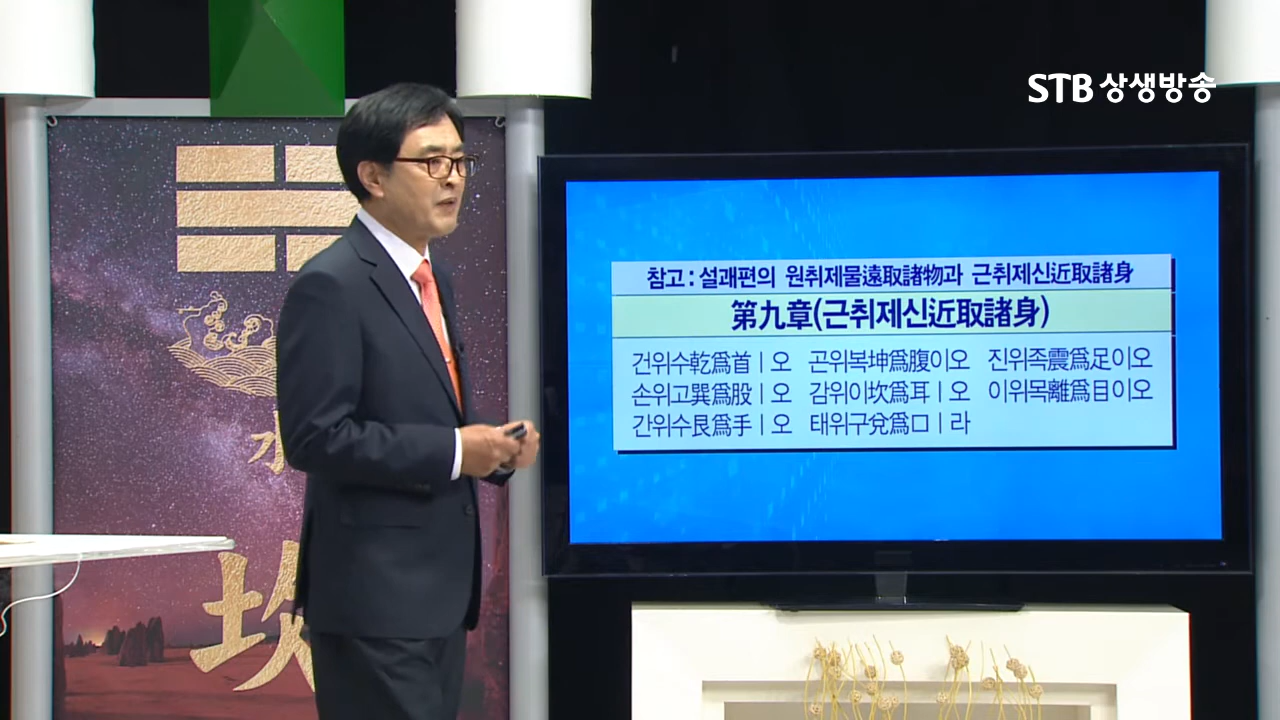 STB 상생방송
참고 : 설괘편의 원취제물遠取諸物과 근취제신近取諸身
第九章(근취제신近取諸身)
건위수乾爲首ㅣ오 곤위복坤爲腹이오 진위족震爲足이오
손위고巽爲股ㅣ오 감위이坎爲耳ㅣ오 이위목離爲目이오
간위수艮爲手ㅣ오 태위구兌爲口ㅣ라
坎